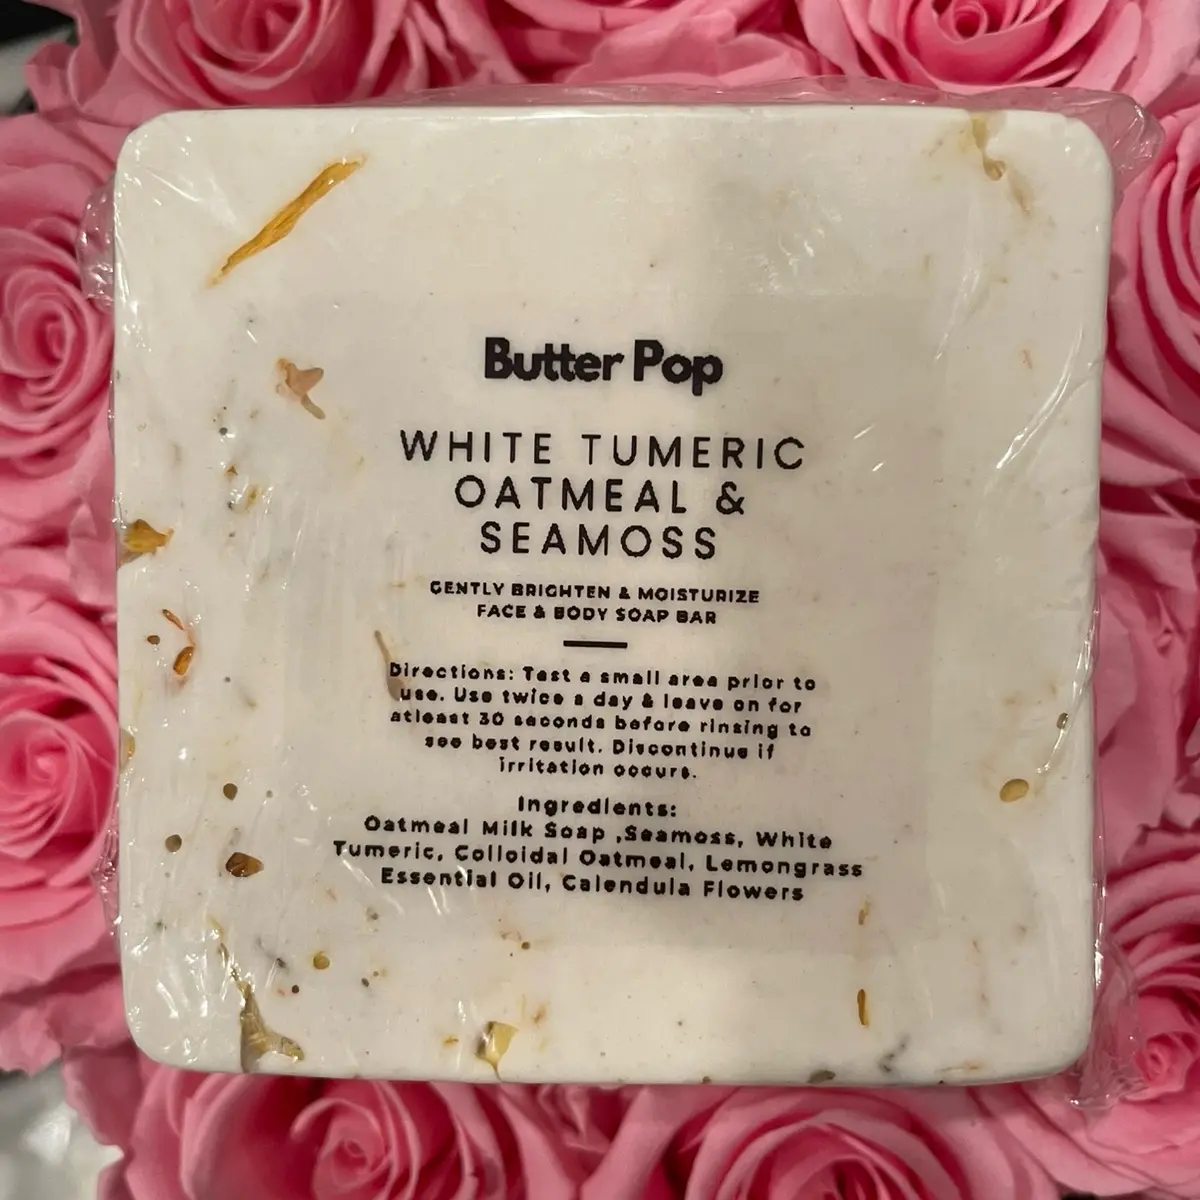 Butter Pop
WHITE TUMERIC
OATMEAL &
SEAMOSS
GENTLY BRIGHTEN & MOISTURIZE
FACE & BODY SOAP BAR
Directions: Test a small area prior to
use. Use twice a day & leave on for
atleast 30 seconds before rinsing to
see best result. Discontinue if
irritation occurs.
Ingredients:
Oatmeal Milk Soap ,Seamoss, White
Tumeric, Colloidal Oatmeal, Lemongrass
Essential Oil, Calendula Flowers